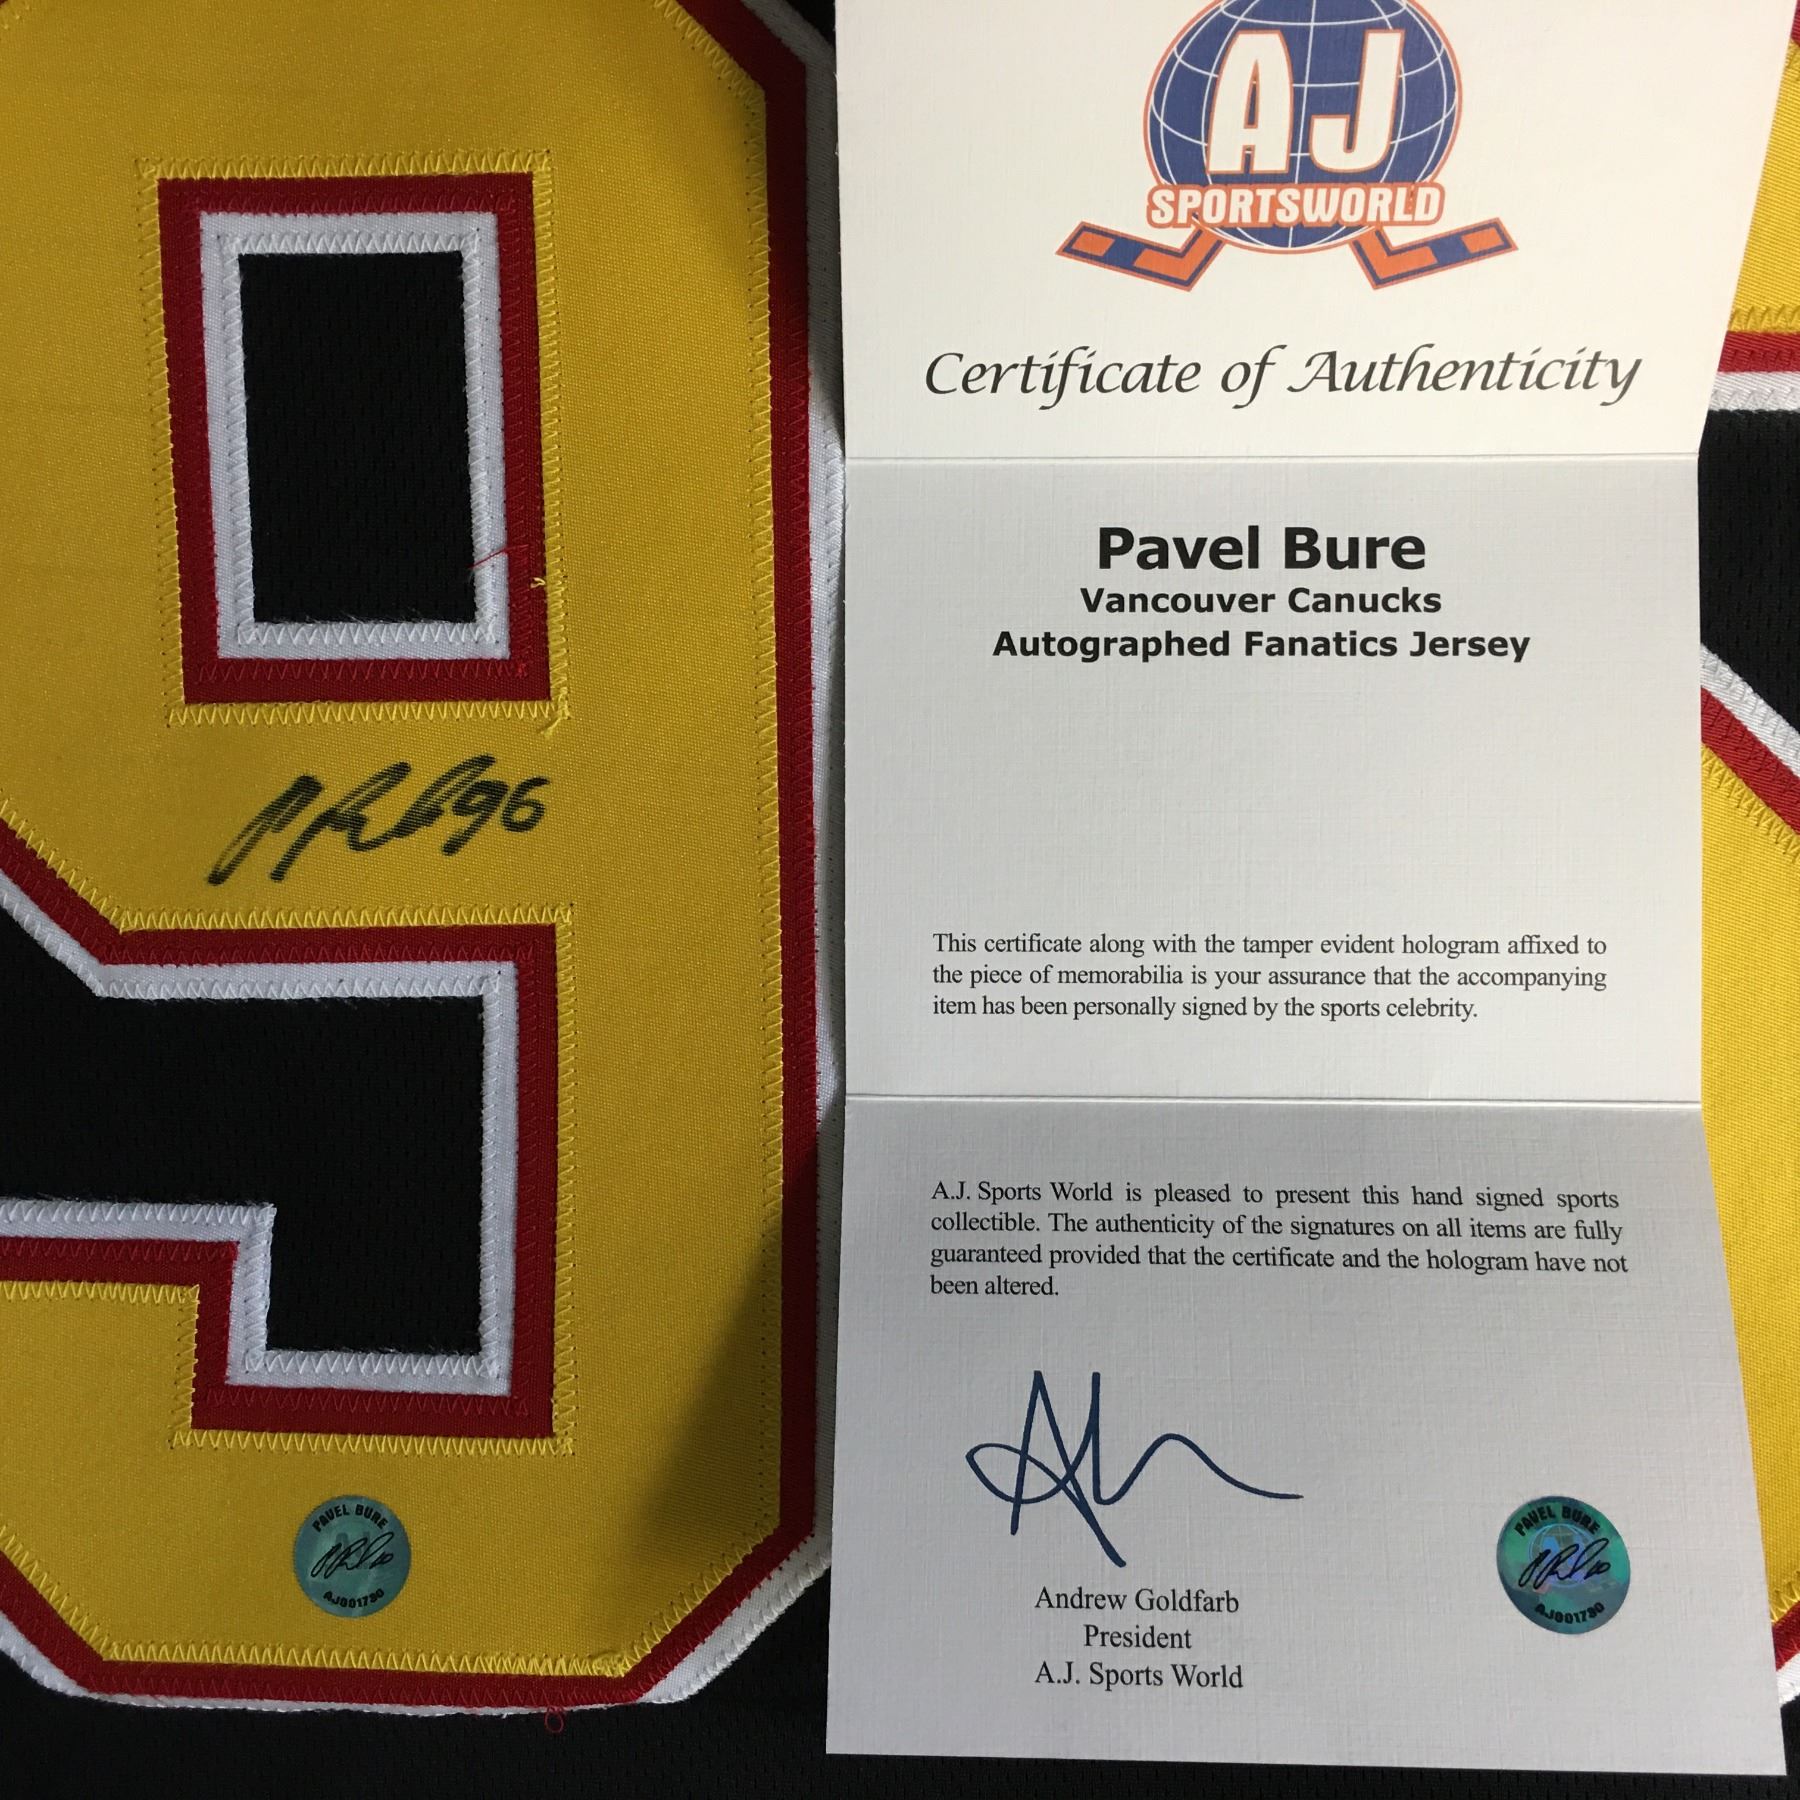 AJ
SPORTSWORLD
Certificate of Authenticity
Pavel Bure
Vancouver Canucks
Autographed Fanatics Jersey
This certificate along with the tamper evident hologram affixed to
the piece of memorabilia is your assurance that the accompanying
item has been personally signed by the sports celebrity.
A.J. Sports World is pleased to present this hand signed sports
collectible. The authenticity of the signatures on all items are fully
guaranteed provided that the certificate and the hologram have not
been altered.
Andrew Goldfarb
President
A.J. Sports World
96
PAVEL BURE
AJ001790
PAVEL BURE
AJ001790